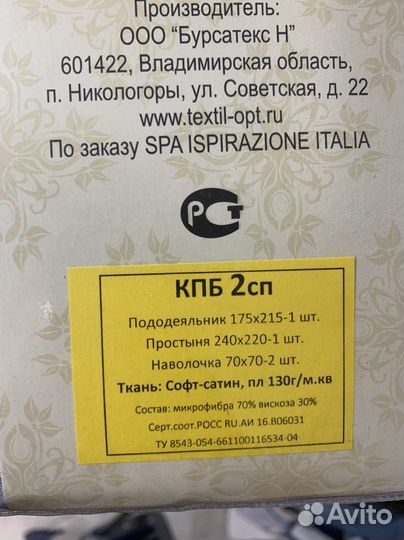 Производитель:
ООО "Бурсатекс Н"
601422, Владимирская область,
п. Никологоры, ул. Советская, д. 22
www.textil-opt.ru
По заказу SPA ISPIRAZIONE ITALIA
РСТ
КПБ 2сп
Пододеяльник 175х215-1 шт.
Простыня 240х220-1 шт.
Наволочка 70х70-2 шт.
Ткань: Софт-сатин, пл 130г/м.кв
Состав: микрофибра 70% вискоза 30%
Серт.соот.РОСС RU.АИ 16.В06031
ТУ 8543-054-661100116534-04
Avito